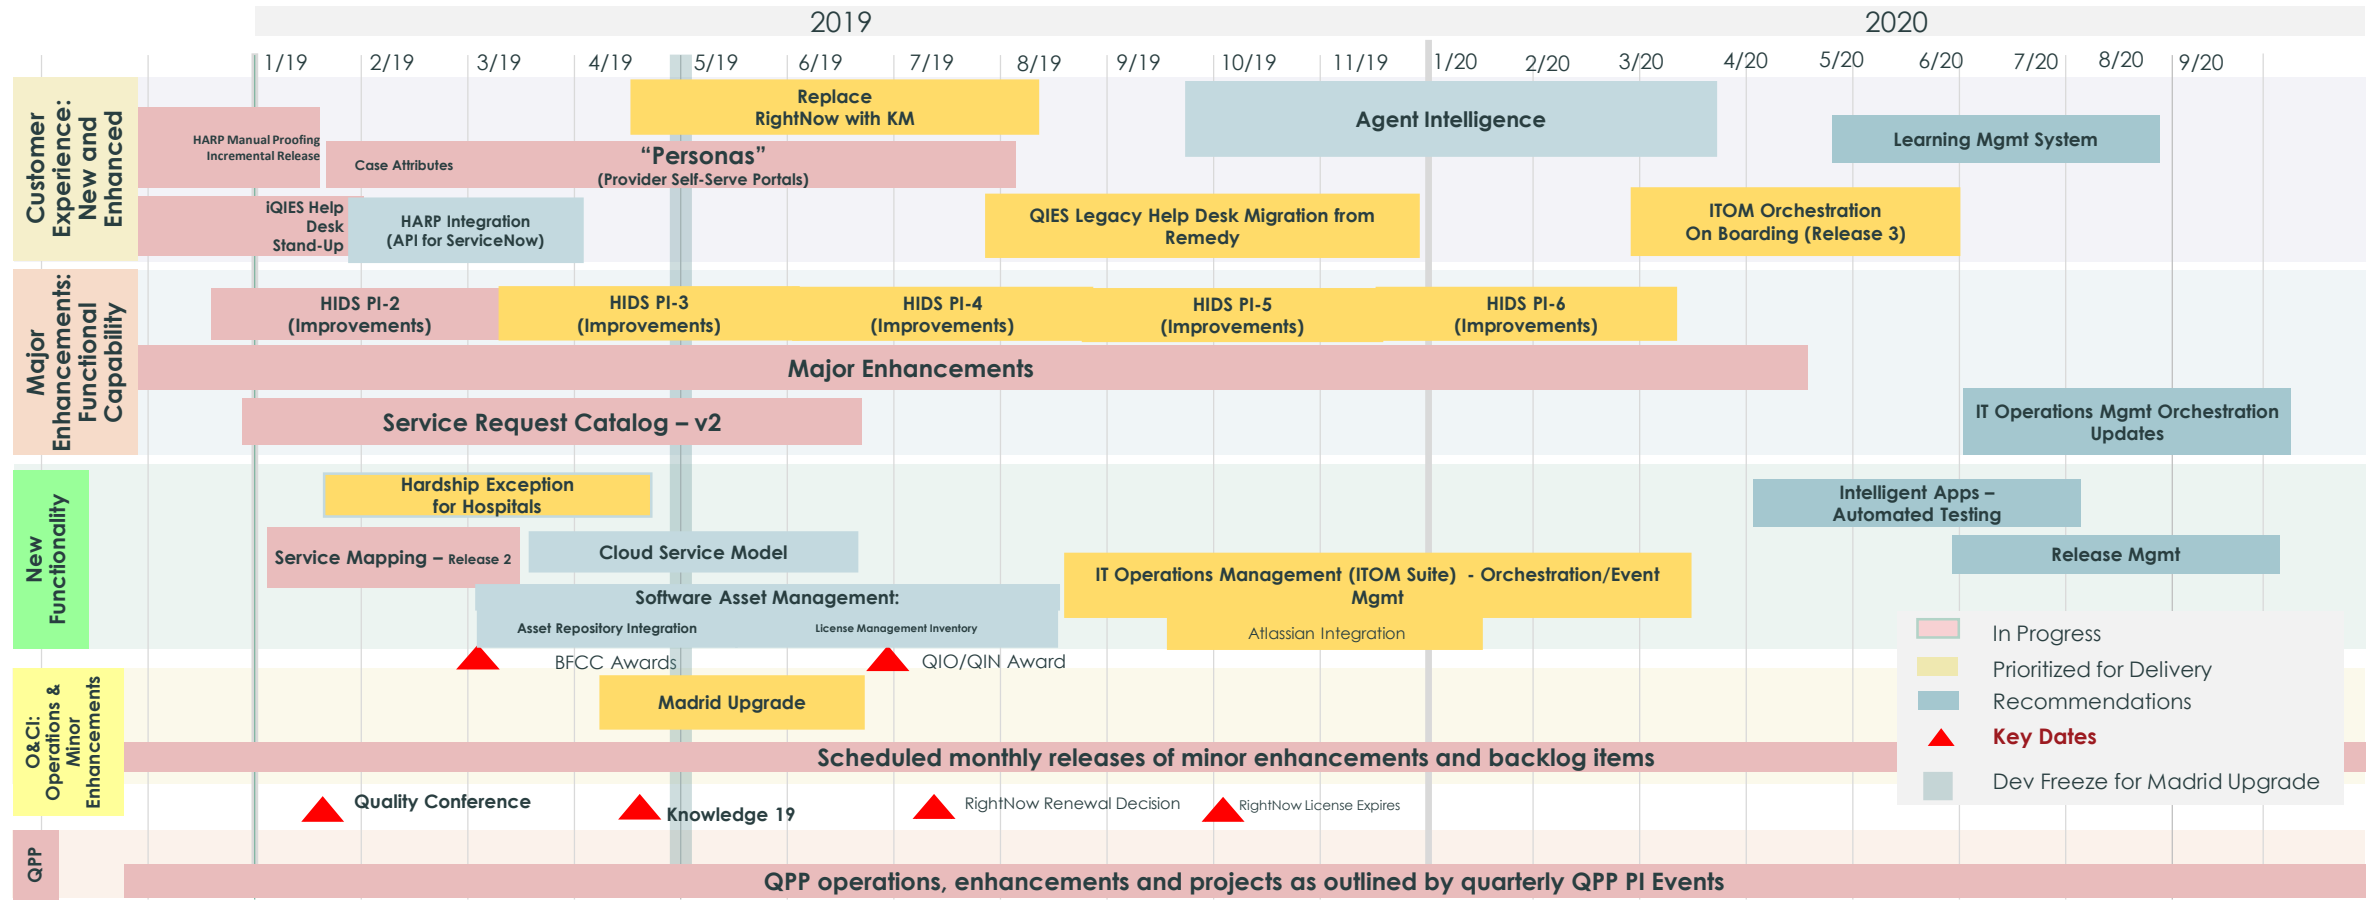 2019
2020
1/19
2/19
3/19
4/19
5/19
6/19
7/19
8/19
9/19
10/19
11/19
1/20
2/20
3/20
4/20
5/20
6/20
7/20
8/20
9/20
Customer
Experience:
New and
Enhanced
HARP Manual Proofing
Incremental Release
Replace
RightNow with KM
Case Attributes
“Personas”
(Provider Self-Serve Portals)
Agent Intelligence
Learning Mgmt System
iQIES Help
Desk
Stand-Up
HARP Integration
(API for ServiceNow)
QIES Legacy Help Desk Migration from
Remedy
ITOM Orchestration
On Boarding (Release 3)
Major
Enhancements:
Functional
Capability
HIDS PI-2
(Improvements)
HIDS PI-3
(Improvements)
HIDS PI-4
(Improvements)
HIDS PI-5
(Improvements)
HIDS PI-6
(Improvements)
Major Enhancements
Service Request Catalog – v2
IT Operations Mgmt Orchestration
Updates
New
Functionality
Hardship Exception
for Hospitals
Service Mapping – Release 2
Cloud Service Model
Software Asset Management:
Asset Repository Integration
License Management Inventory
IT Operations Management (ITOM Suite)  - Orchestration/Event
Mgmt
Atlassian Integration
Intelligent Apps –
Automated Testing
Release Mgmt
BFCC Awards
QIO/QIN Award
O&CI:
Operations &
Minor
Enhancements
Madrid Upgrade
Scheduled monthly releases of minor enhancements and backlog items
Quality Conference
Knowledge 19
RightNow Renewal Decision
RightNow License Expires
QPP
QPP operations, enhancements and projects as outlined by quarterly QPP PI Events
In Progress
Prioritized for Delivery
Recommendations
Key Dates
Dev Freeze for Madrid Upgrade